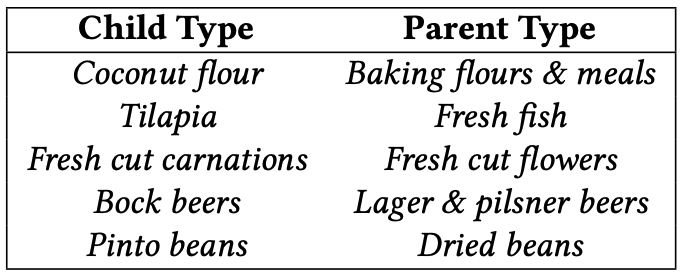 Child Type Parent Type
Coconut flour Baking flours & meals
Tilapia Fresh fish
Fresh cut carnations Fresh cut flowers
Bock beers Lager & pilsner beers
Pinto beans Dried beans